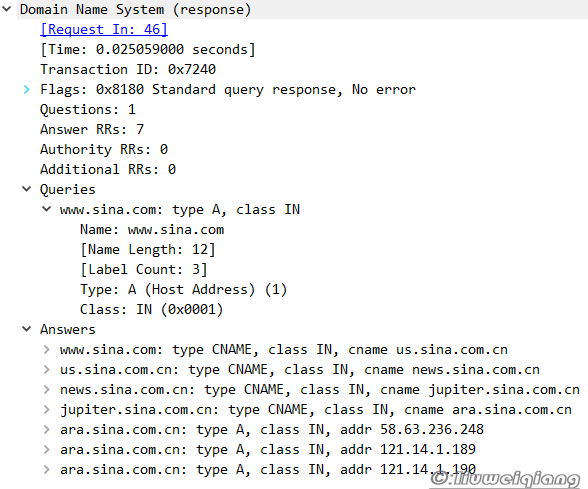 Domain Name System (response)
[Request In: 46]
[Time: 0.025059000 seconds]
Transaction ID: 0x7240
Flags: 0x8180 Standard query response, No error
Questions: 1
Answer RRs: 7
Authority RRs: 0
Additional RRs: 0
Queries
www.sina.com: type A, class IN
Name: www.sina.com
[Name Length: 12]
[Label Count: 3]
Type: A (Host Address) (1)
Class: IN (0x0001)
Answers
www.sina.com: type CNAME, class IN, cname us.sina.com.cn
us.sina.com.cn: type CNAME, class IN, cname news.sina.com.cn
news.sina.com.cn: type CNAME, class IN, cname jupiter.sina.com.cn
jupiter.sina.com.cn: type CNAME, class IN, cname ara.sina.com.cn
ara.sina.com.cn: type A, class IN, addr 58.63.236.248
ara.sina.com.cn: type A, class IN, addr 121.14.1.189
ara.sina.com.cn: type A, class IN, addr 121.14.1.190
©liuweiqiang